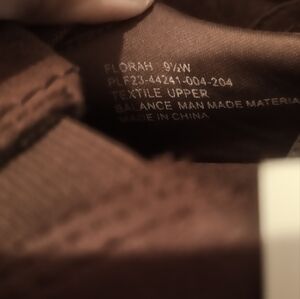 FLORAH 9½W
PLF23-44241-004-204
TEXTILE UPPER
BALANCE MAN MADE MATERIA
MADE IN CHINA